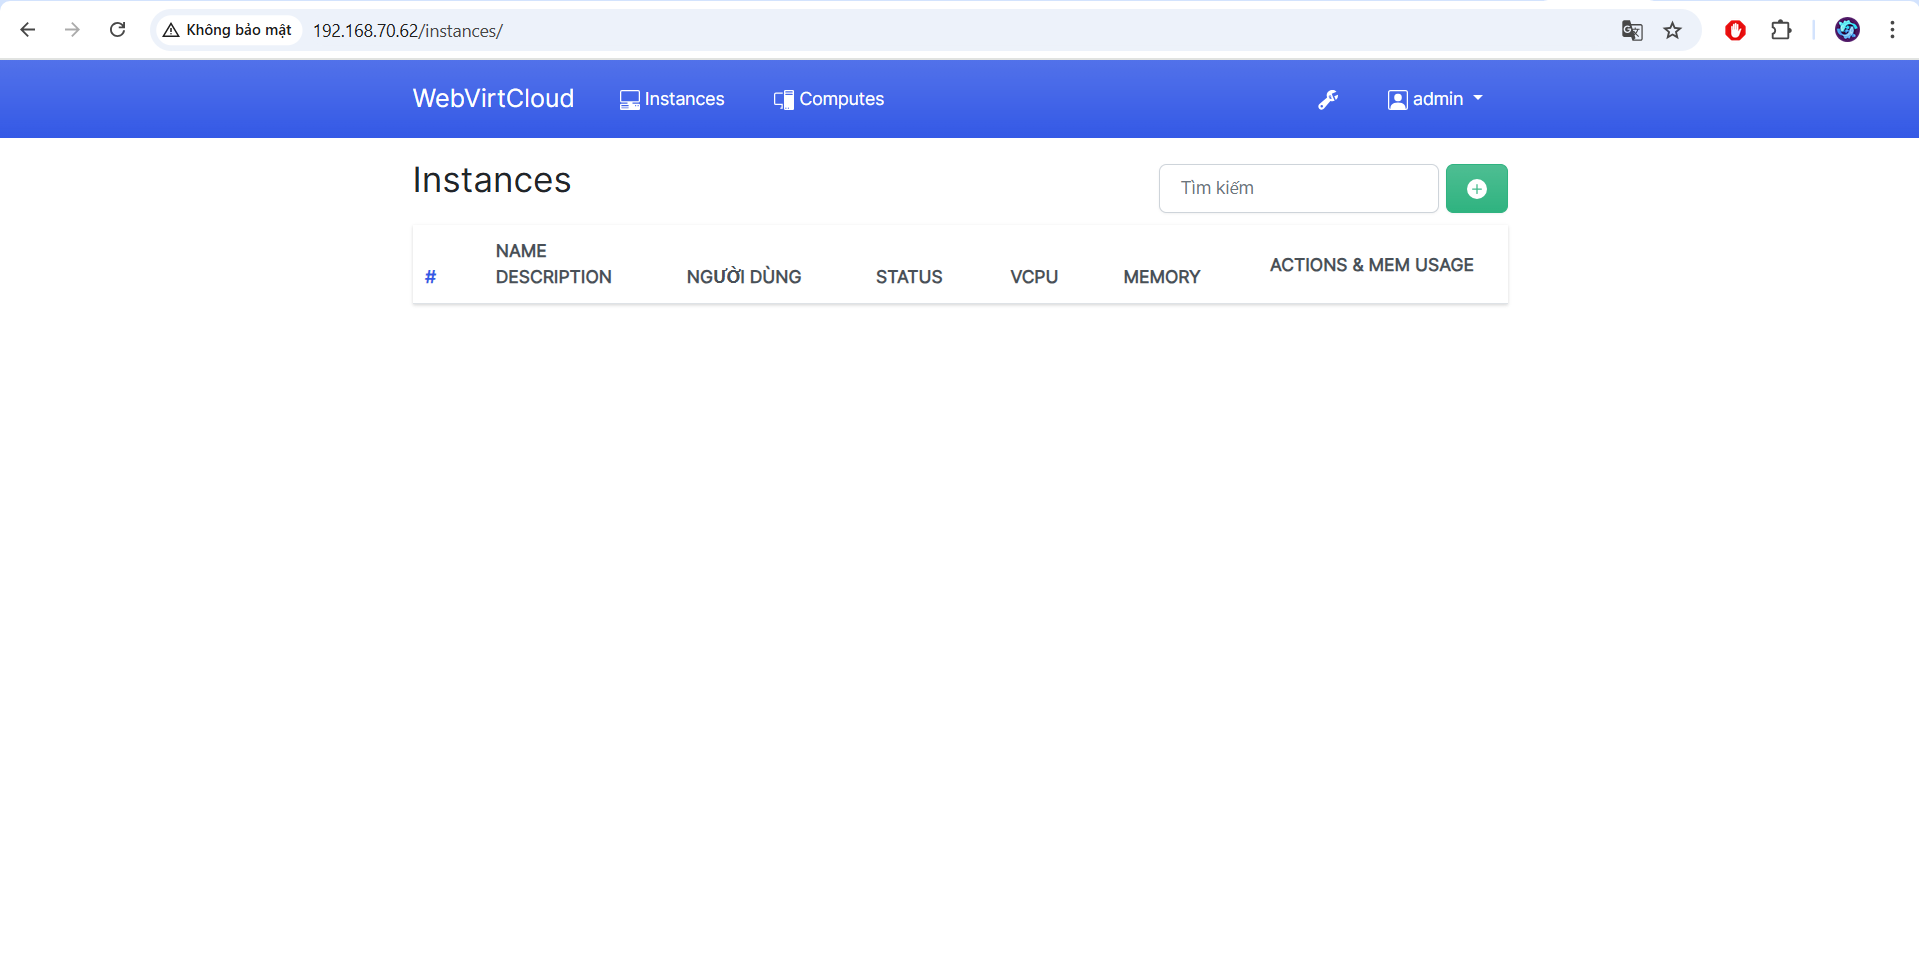 Không bảo mật 192.168.70.62/instances/
WebVirtCloud Instances Computes admin
Instances
Tìm kiếm
# NAME DESCRIPTION NGƯỜI DÙNG STATUS VCPU MEMORY ACTIONS & MEM USAGE